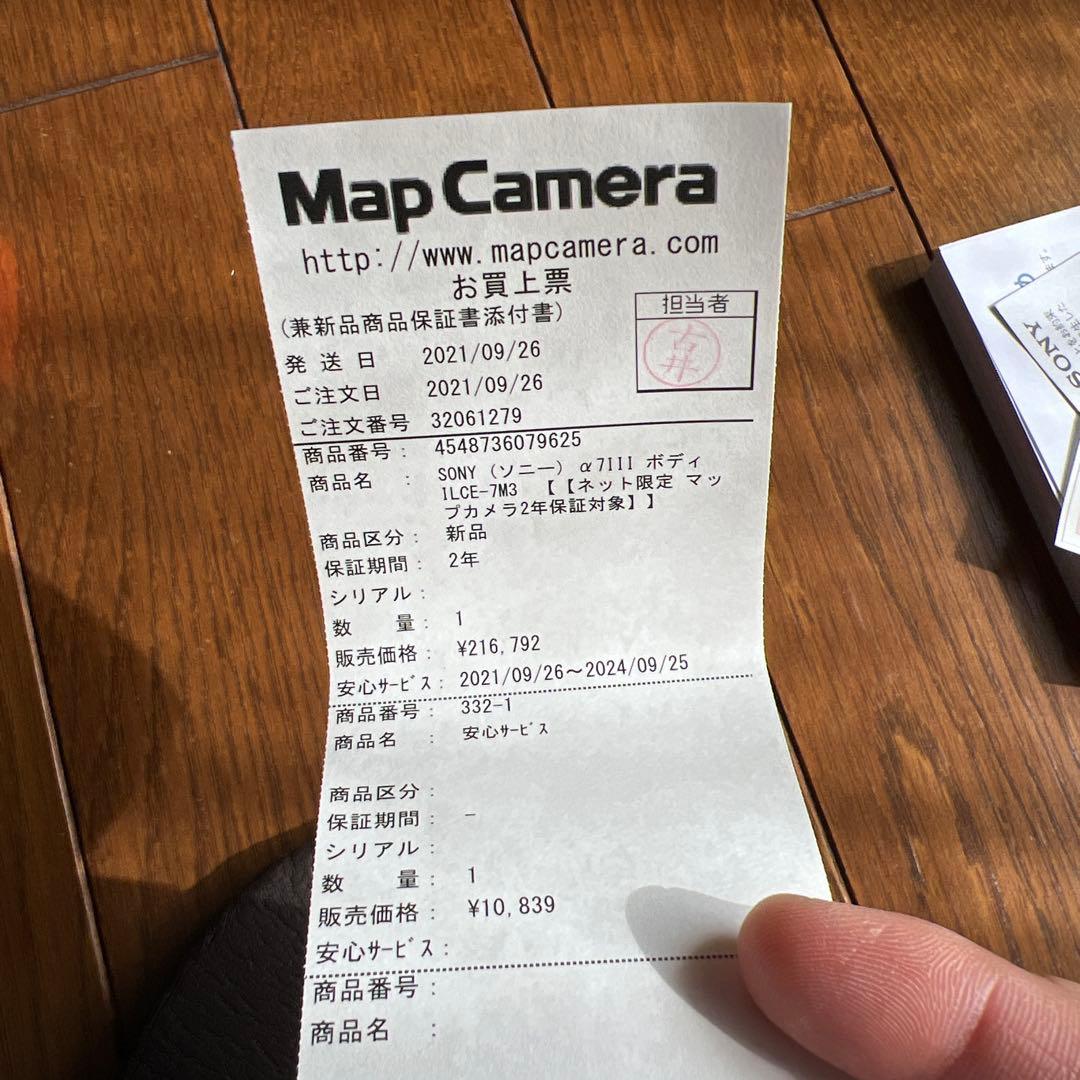 Map Camera
http://www.mapcamera.com
お買上票
(兼新品商品保証書添付書)
担当者
古井
発 送 日 2021/09/26
ご注文日 2021/09/26
ご注文番号 32061279
商品番号： 4548736079625
商品名 ： SONY (ソニー) α7III ボディ
ILCE-7M3 【【ネット限定 マッ
プカメラ2年保証対象】】
商品区分： 新品
保証期間： 2年
シリアル：
数 量： 1
販売価格： ¥216,792
安心ｻｰﾋﾞｽ： 2021/09/26～2024/09/25
商品番号： 332-1
商品名 ： 安心ｻｰﾋﾞｽ
商品区分：
保証期間： -
シリアル：
数 量： 1
販売価格： ¥10,839
安心ｻｰﾋﾞｽ：
商品番号：
商品名 ：
SONY